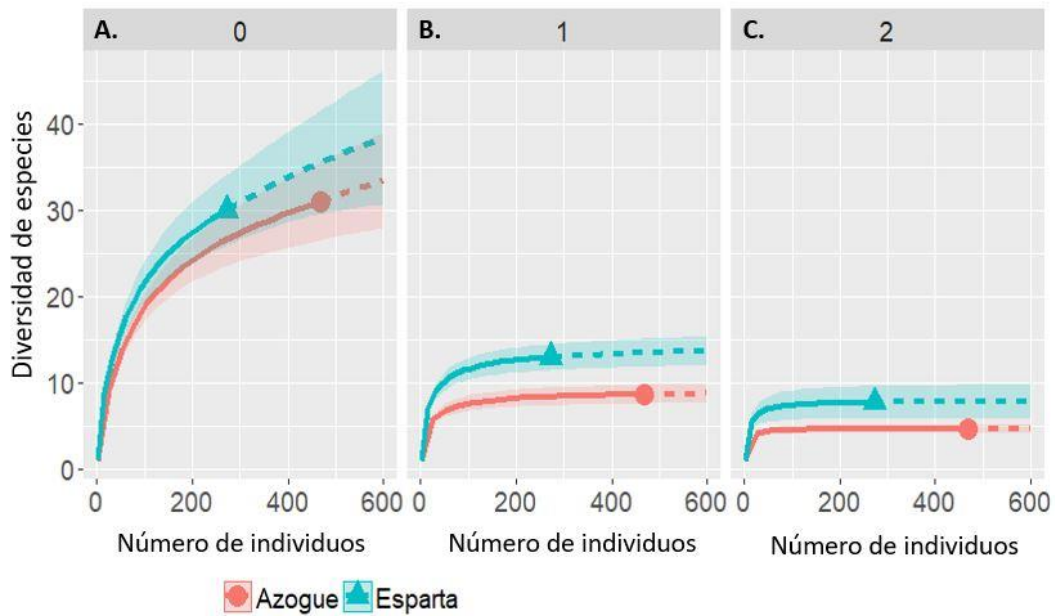 A. 0
B. 1
C. 2
Diversidad de especies
40
30
20
10
0
0 200 400 600
0 200 400 600
0 200 400 600
Número de individuos
Número de individuos
Número de individuos
Azogue Esparta